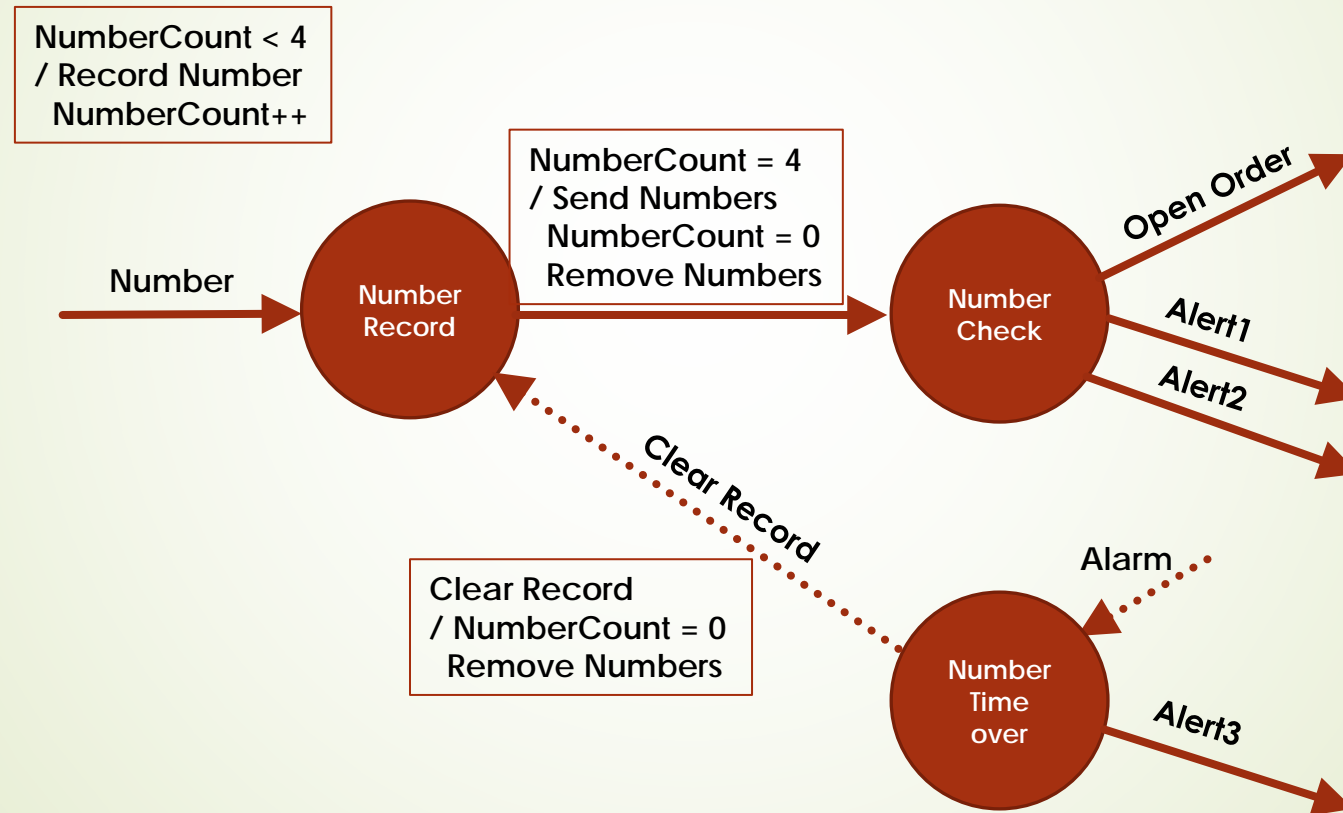 NumberCount < 4
/ Record Number
NumberCount++
NumberCount = 4
/ Send Numbers
NumberCount = 0
Remove Numbers
Number
Number
Record
Number
Check
Open Order
Alert1
Alert2
Clear Record
Clear Record
/ NumberCount = 0
Remove Numbers
Alarm
Number
Time
over
Alert3